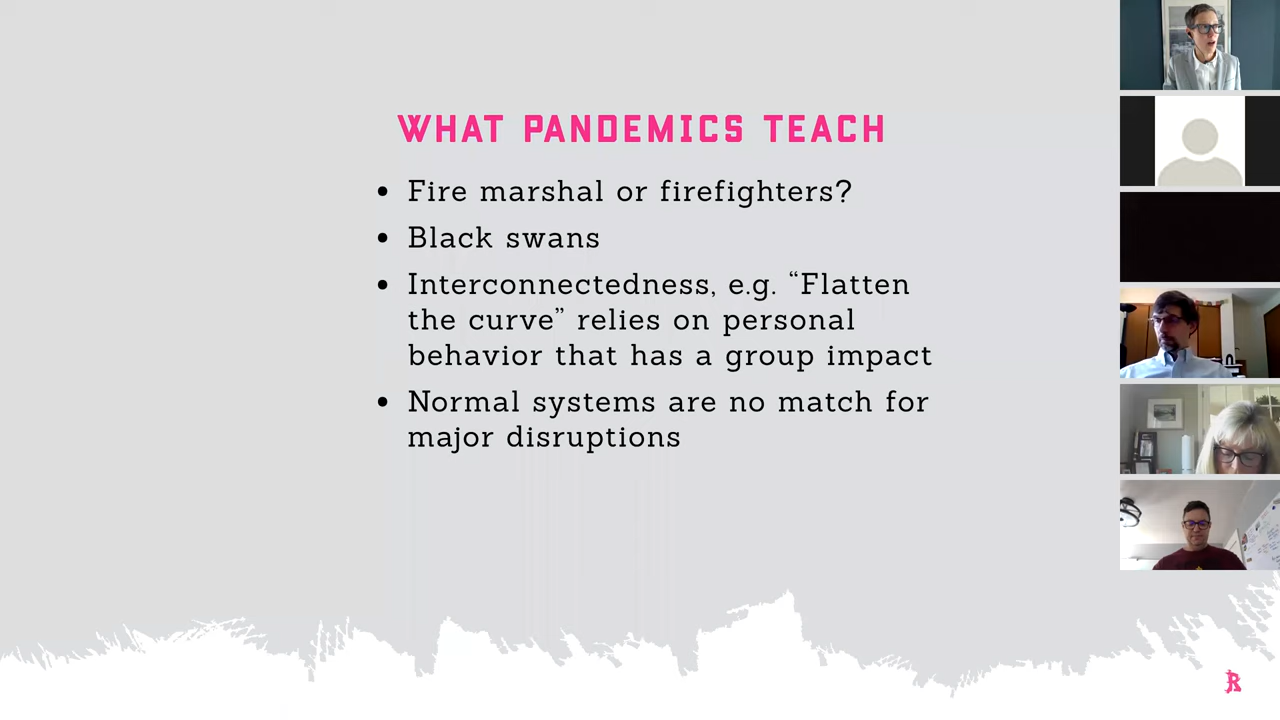 WHAT PANDEMICS TEACH
• Fire marshal or firefighters?
• Black swans
• Interconnectedness, e.g. “Flatten
the curve” relies on personal
behavior that has a group impact
• Normal systems are no match for
major disruptions
R